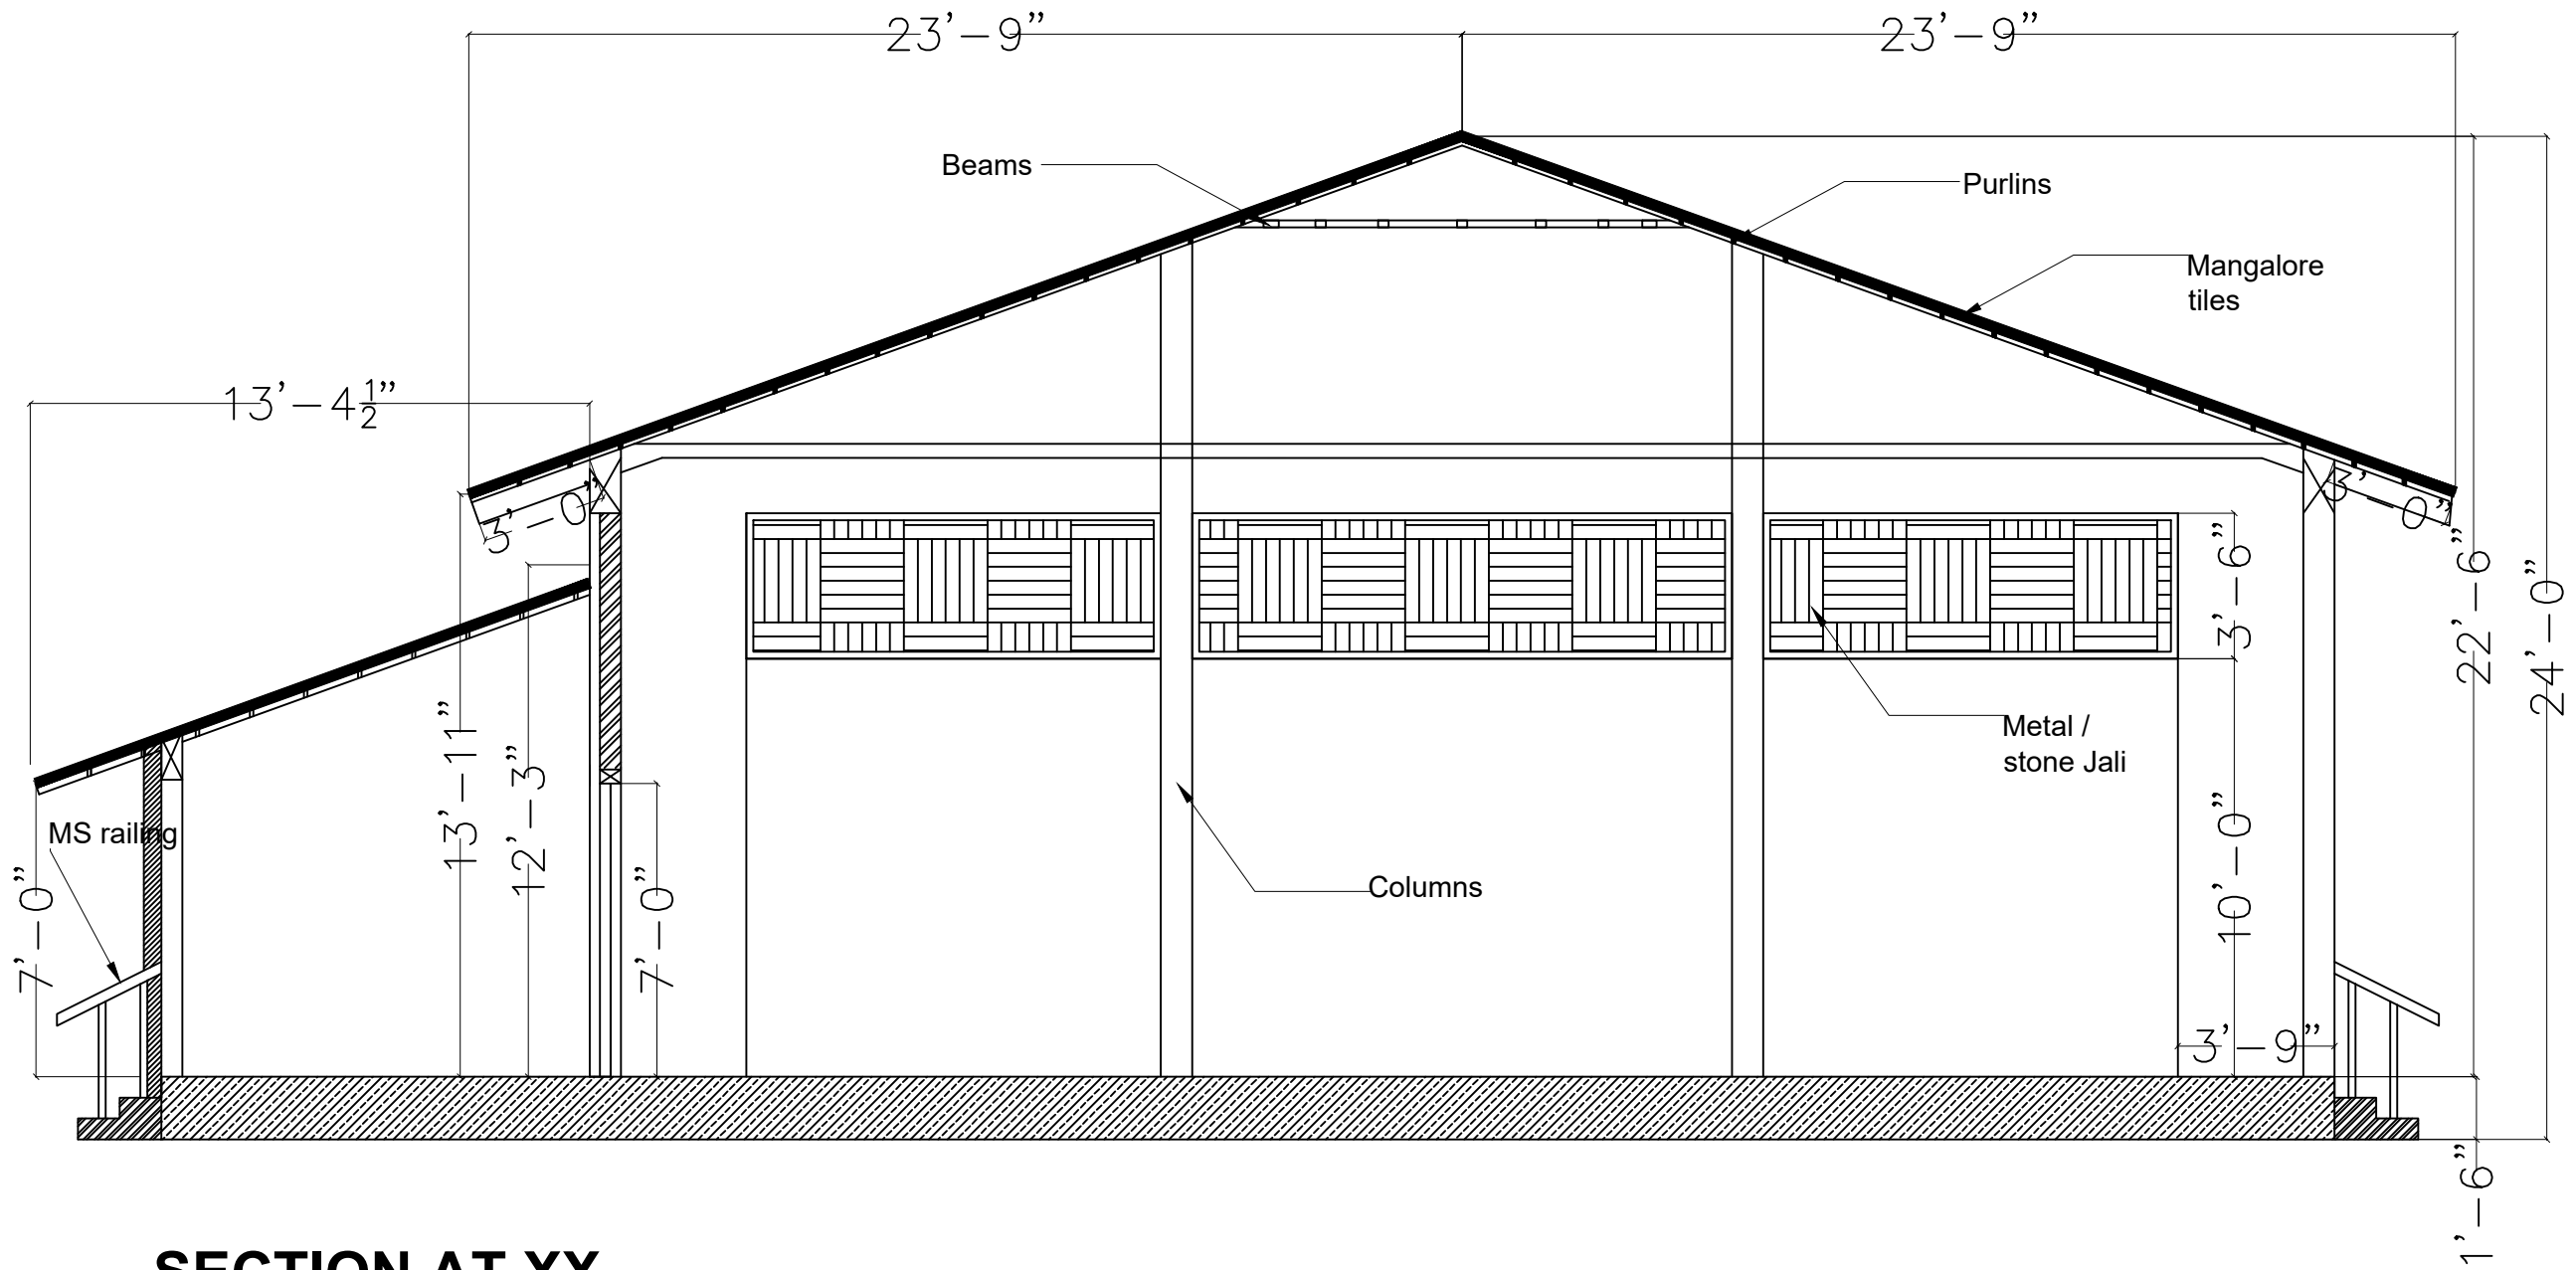 23'-9" 23'-9"
Beams
Purlins
Mangalore
tiles
13'-4½"
3'-0"
3'-0"
3'-6"
22'-6"
24'-0"
13'-11"
12'-3"
Metal /
stone Jali
MS railing
7'-0"
7'-0"
Columns
10'-0"
3'-9"
1'-6"
SECTION AT XX